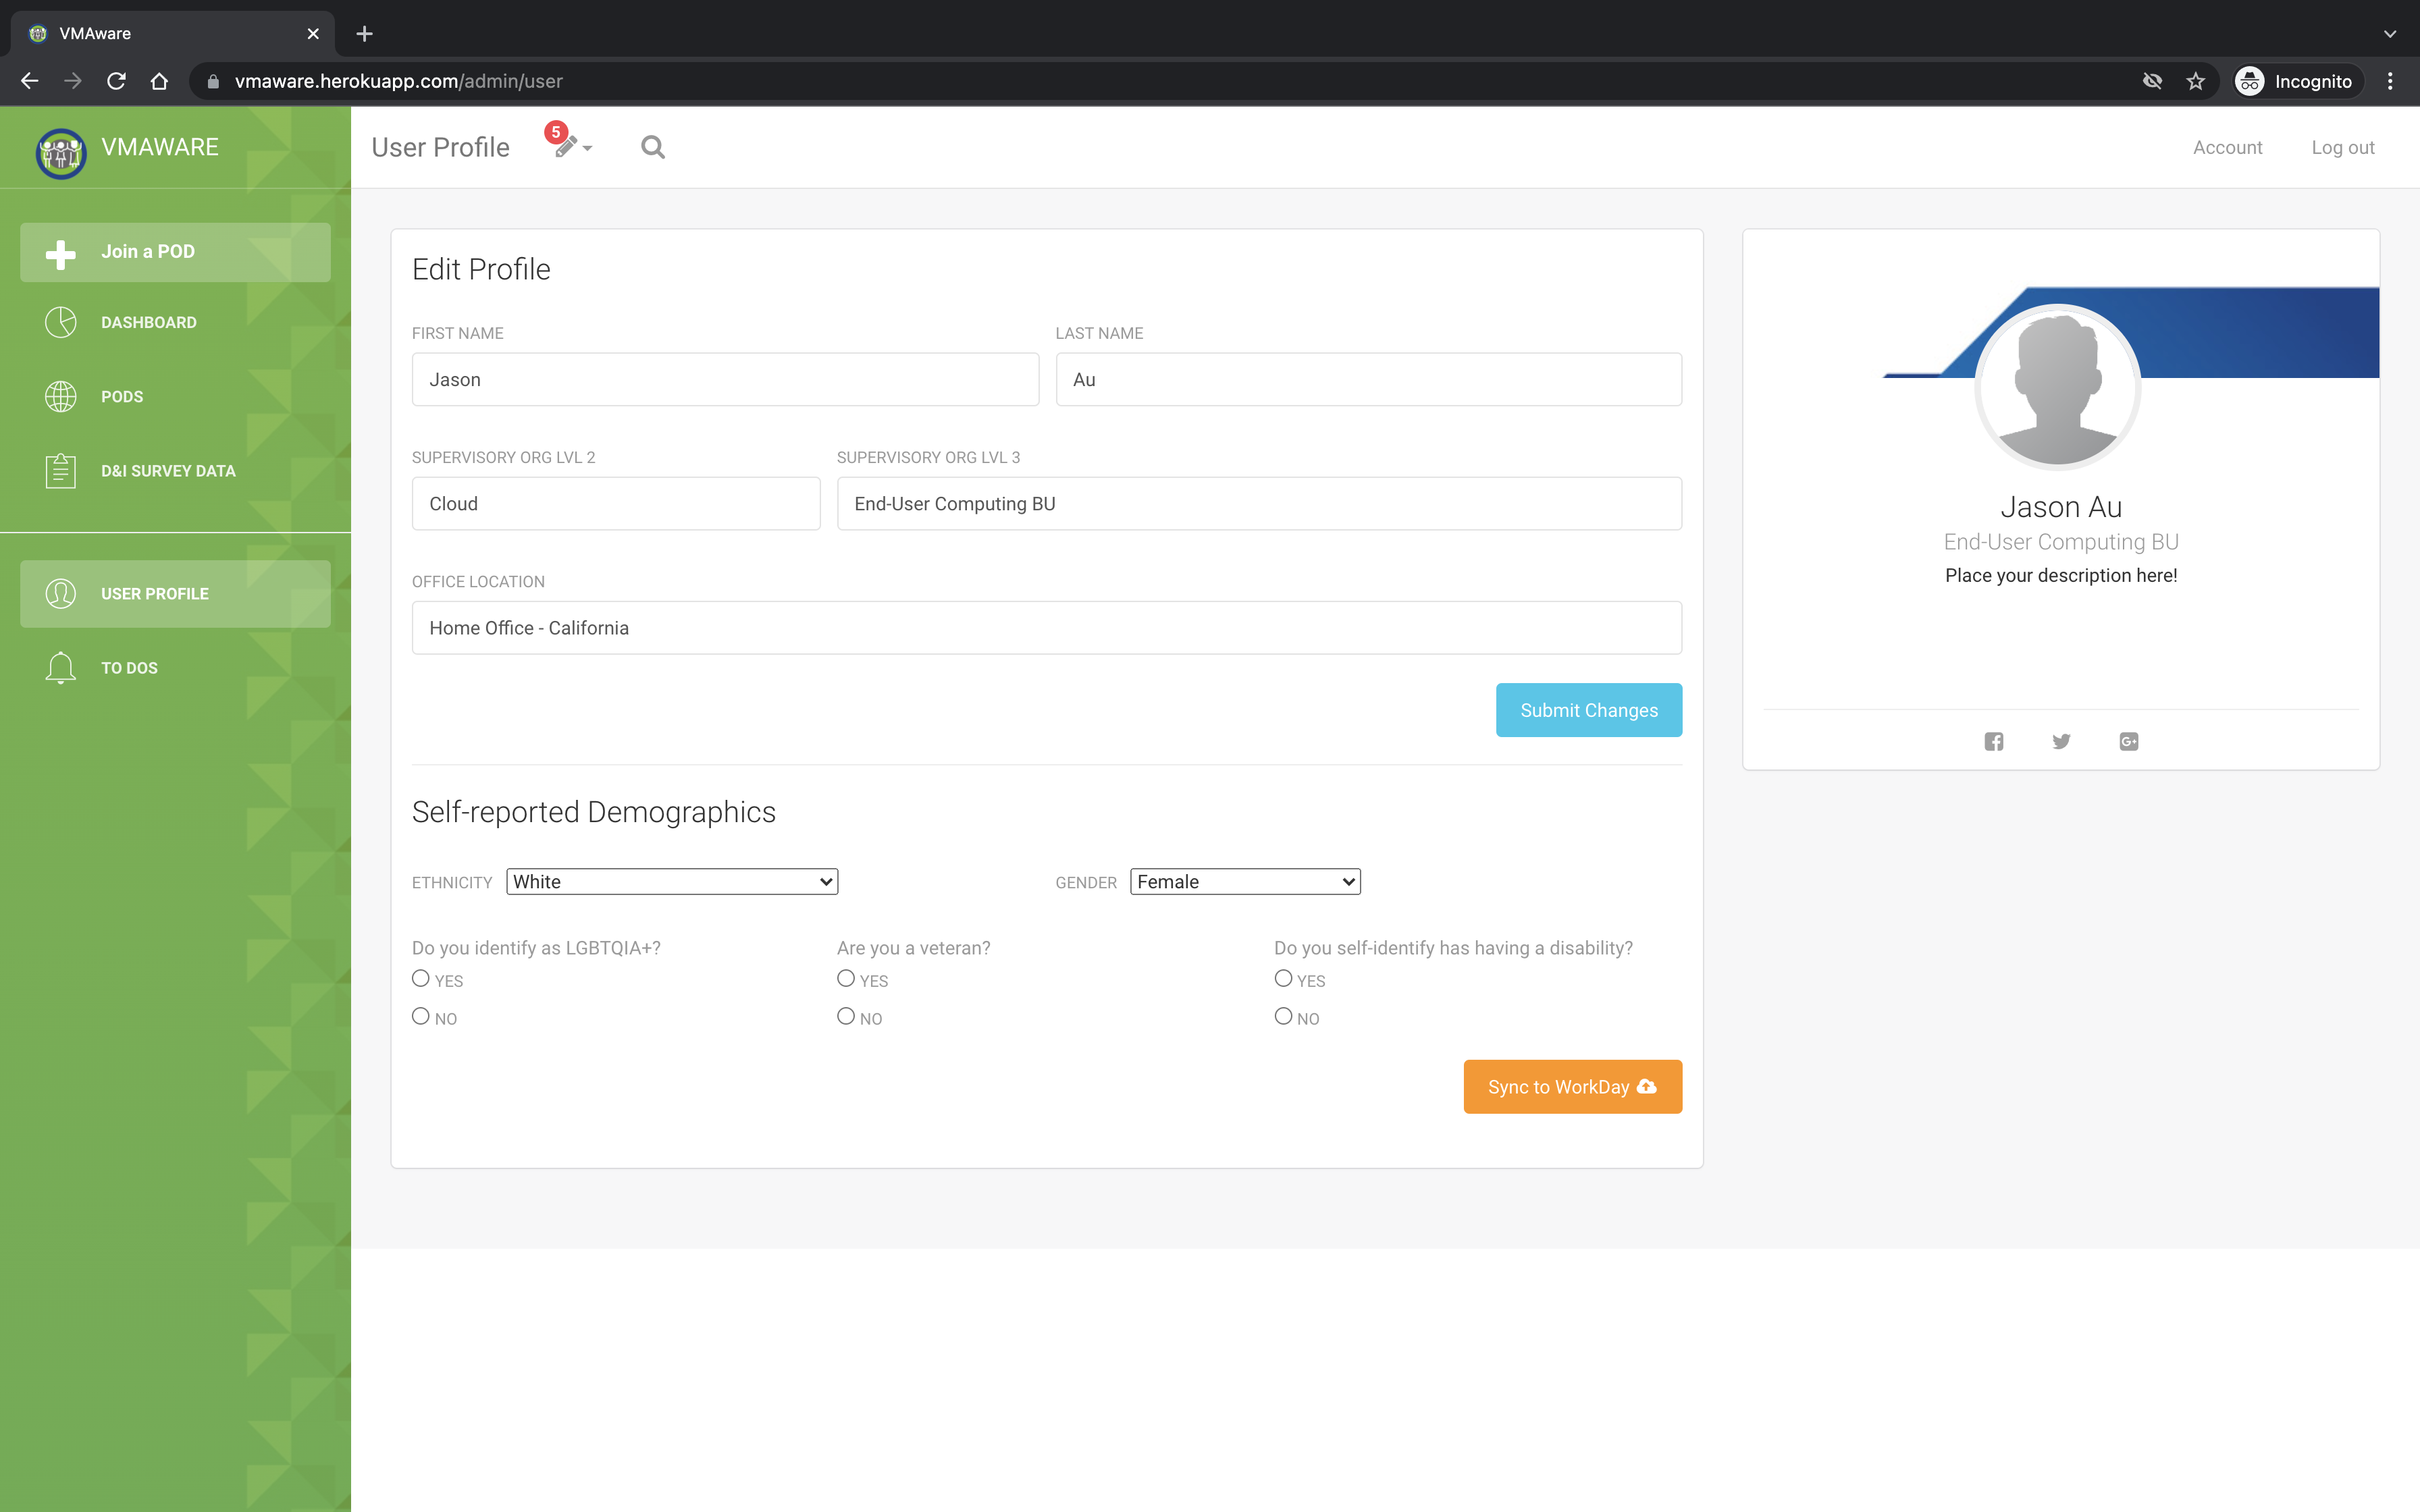 VMAware
vmaware.herokuapp.com/admin/user
Incognito
VMAWARE
User Profile
5
Account
Log out
Join a POD
DASHBOARD
PODS
D&I SURVEY DATA
USER PROFILE
TO DOS
Edit Profile
FIRST NAME
LAST NAME
Jason
Au
SUPERVISORY ORG LVL 2
SUPERVISORY ORG LVL 3
Cloud
End-User Computing BU
OFFICE LOCATION
Home Office - California
Submit Changes
Self-reported Demographics
ETHNICITY
White
GENDER
Female
Do you identify as LGBTQIA+?
YES
NO
Are you a veteran?
YES
NO
Do you self-identify has having a disability?
YES
NO
Sync to WorkDay
Jason Au
End-User Computing BU
Place your description here!
G+